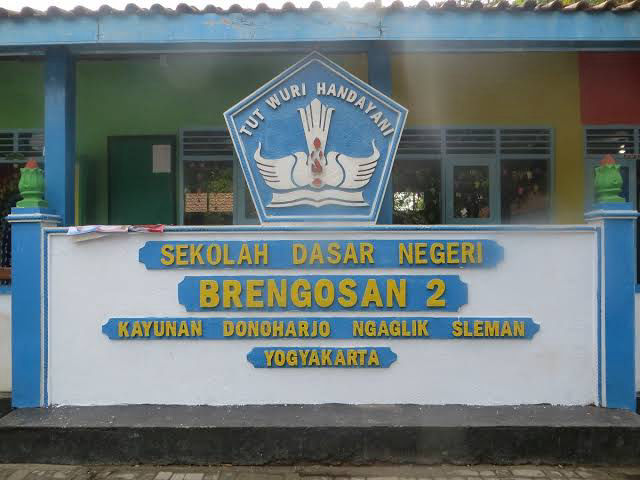 TUT WURI HANDAYANI
SEKOLAH DASAR NEGERI
BRENGOSAN 2
KAYUNAN DONOHARJO NGAGLIK SLEMAN
YOGYAKARTA